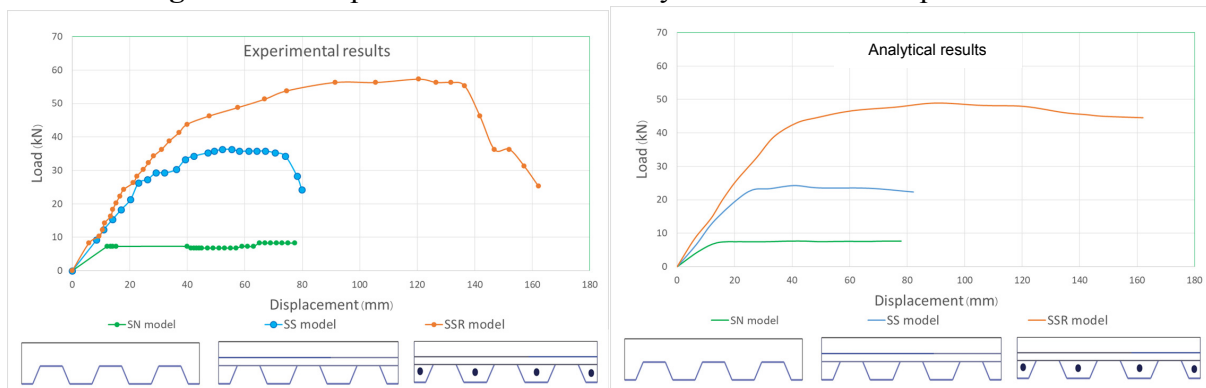 Experimental results
70
60
50
40
30
20
10
0
Load (kN)
0 20 40 60 80 100 120 140 160 180
Displacement (mm)
SN model SS model SSR model
Analytical results
70
60
50
40
30
20
10
0
Load (kN)
0 20 40 60 80 100 120 140 160 180
Displacement (mm)
SN model SS model SSR model